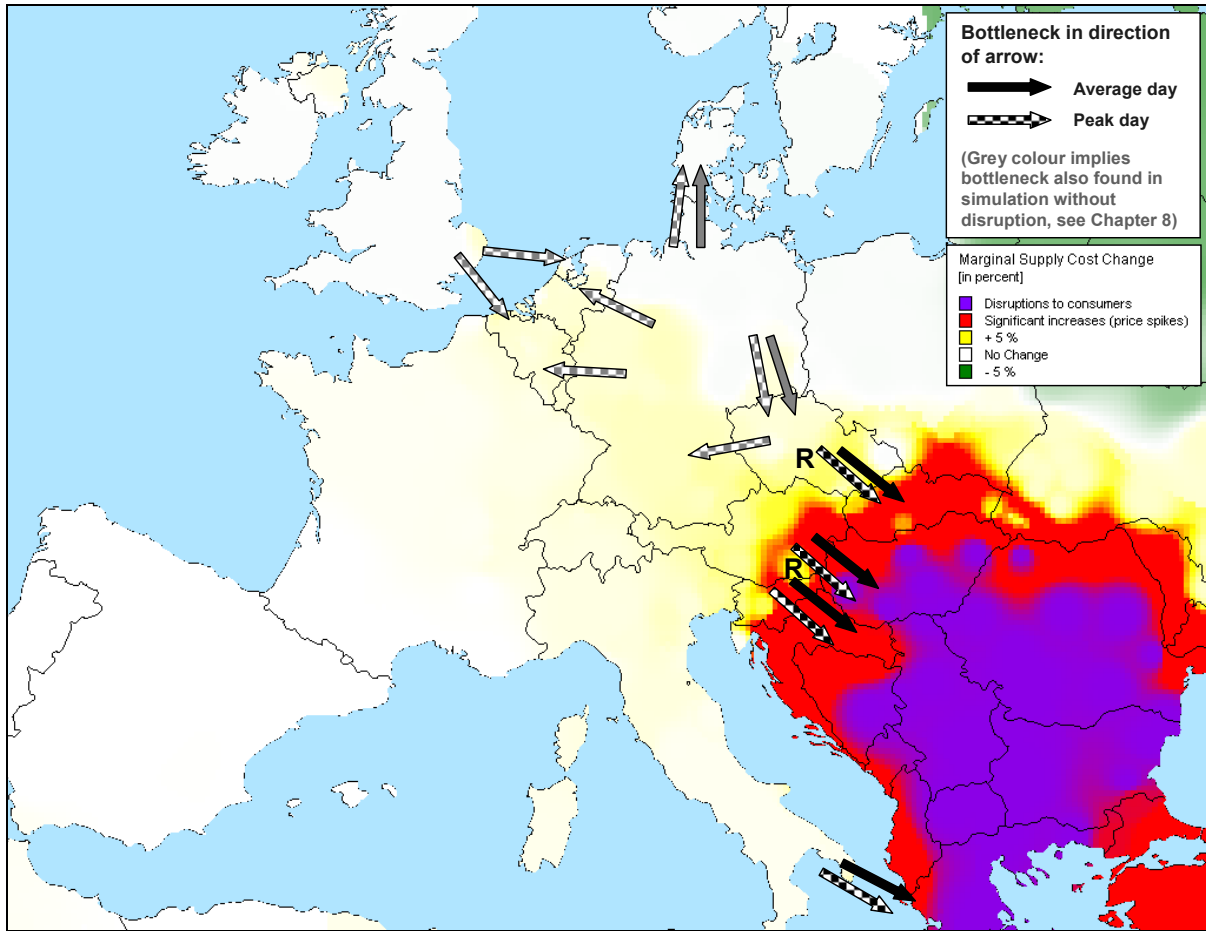 Bottleneck in direction
of arrow:
Average day
Peak day
(Grey colour implies
bottleneck also found in
simulation without
disruption, see Chapter 8)
Marginal Supply Cost Change
[in percent]
Disruptions to consumers
Significant increases (price spikes)
+ 5 %
No Change
- 5 %
R
R